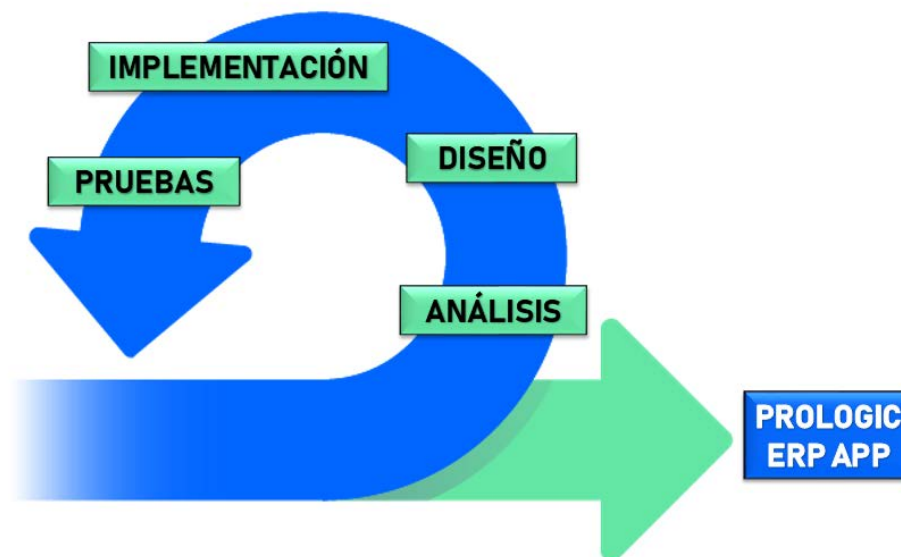 IMPLEMENTACIÓN
DISEÑO
PRUEBAS
ANÁLISIS
PROLOGIC
ERP APP